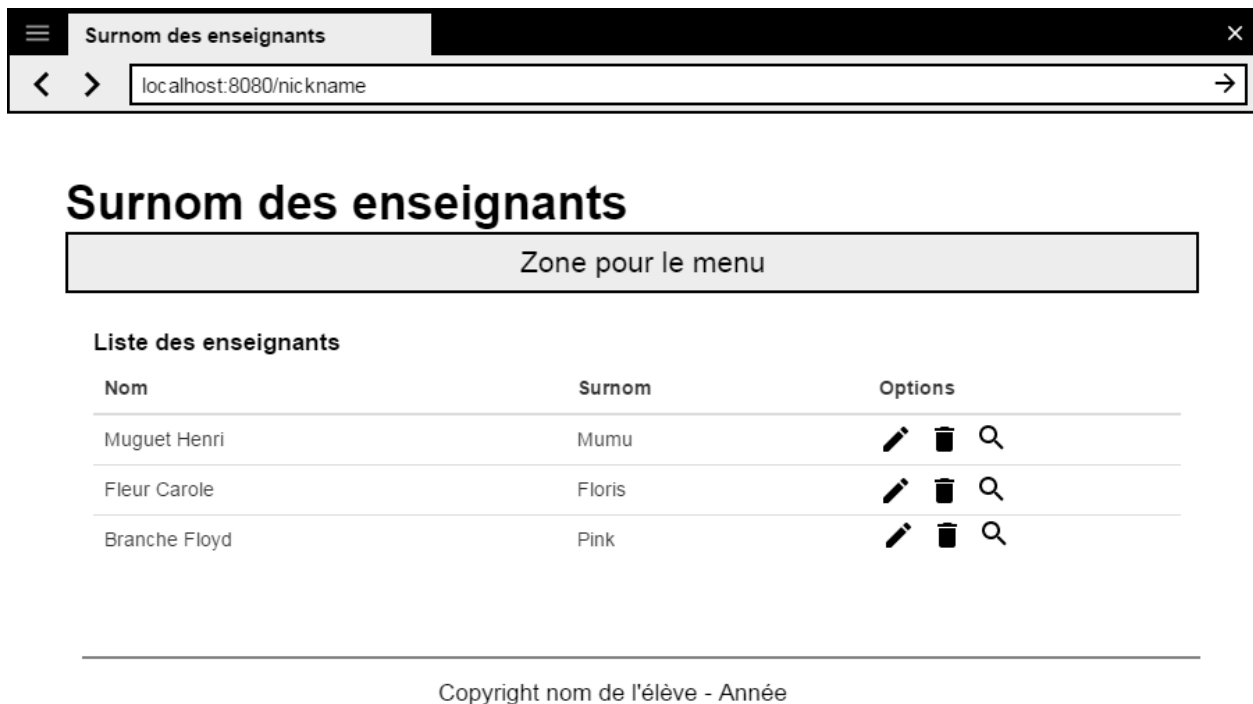 Surnom des enseignants
localhost:8080/nickname
Surnom des enseignants
Zone pour le menu
Liste des enseignants
Nom Surnom Options
Muguet Henri Mumu
Fleur Carole Floris
Branche Floyd Pink
Copyright nom de l'élève - Année